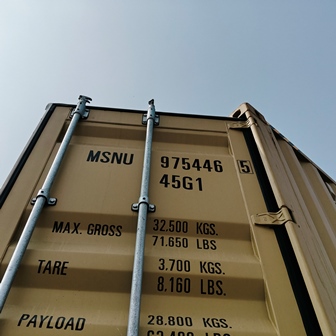 MSNU 975446 5
45G1
MAX. GROSS 32.500 KGS.
71.650 LBS
TARE 3.700 KGS.
8.160 LBS.
PAYLOAD 28.800 KGS.